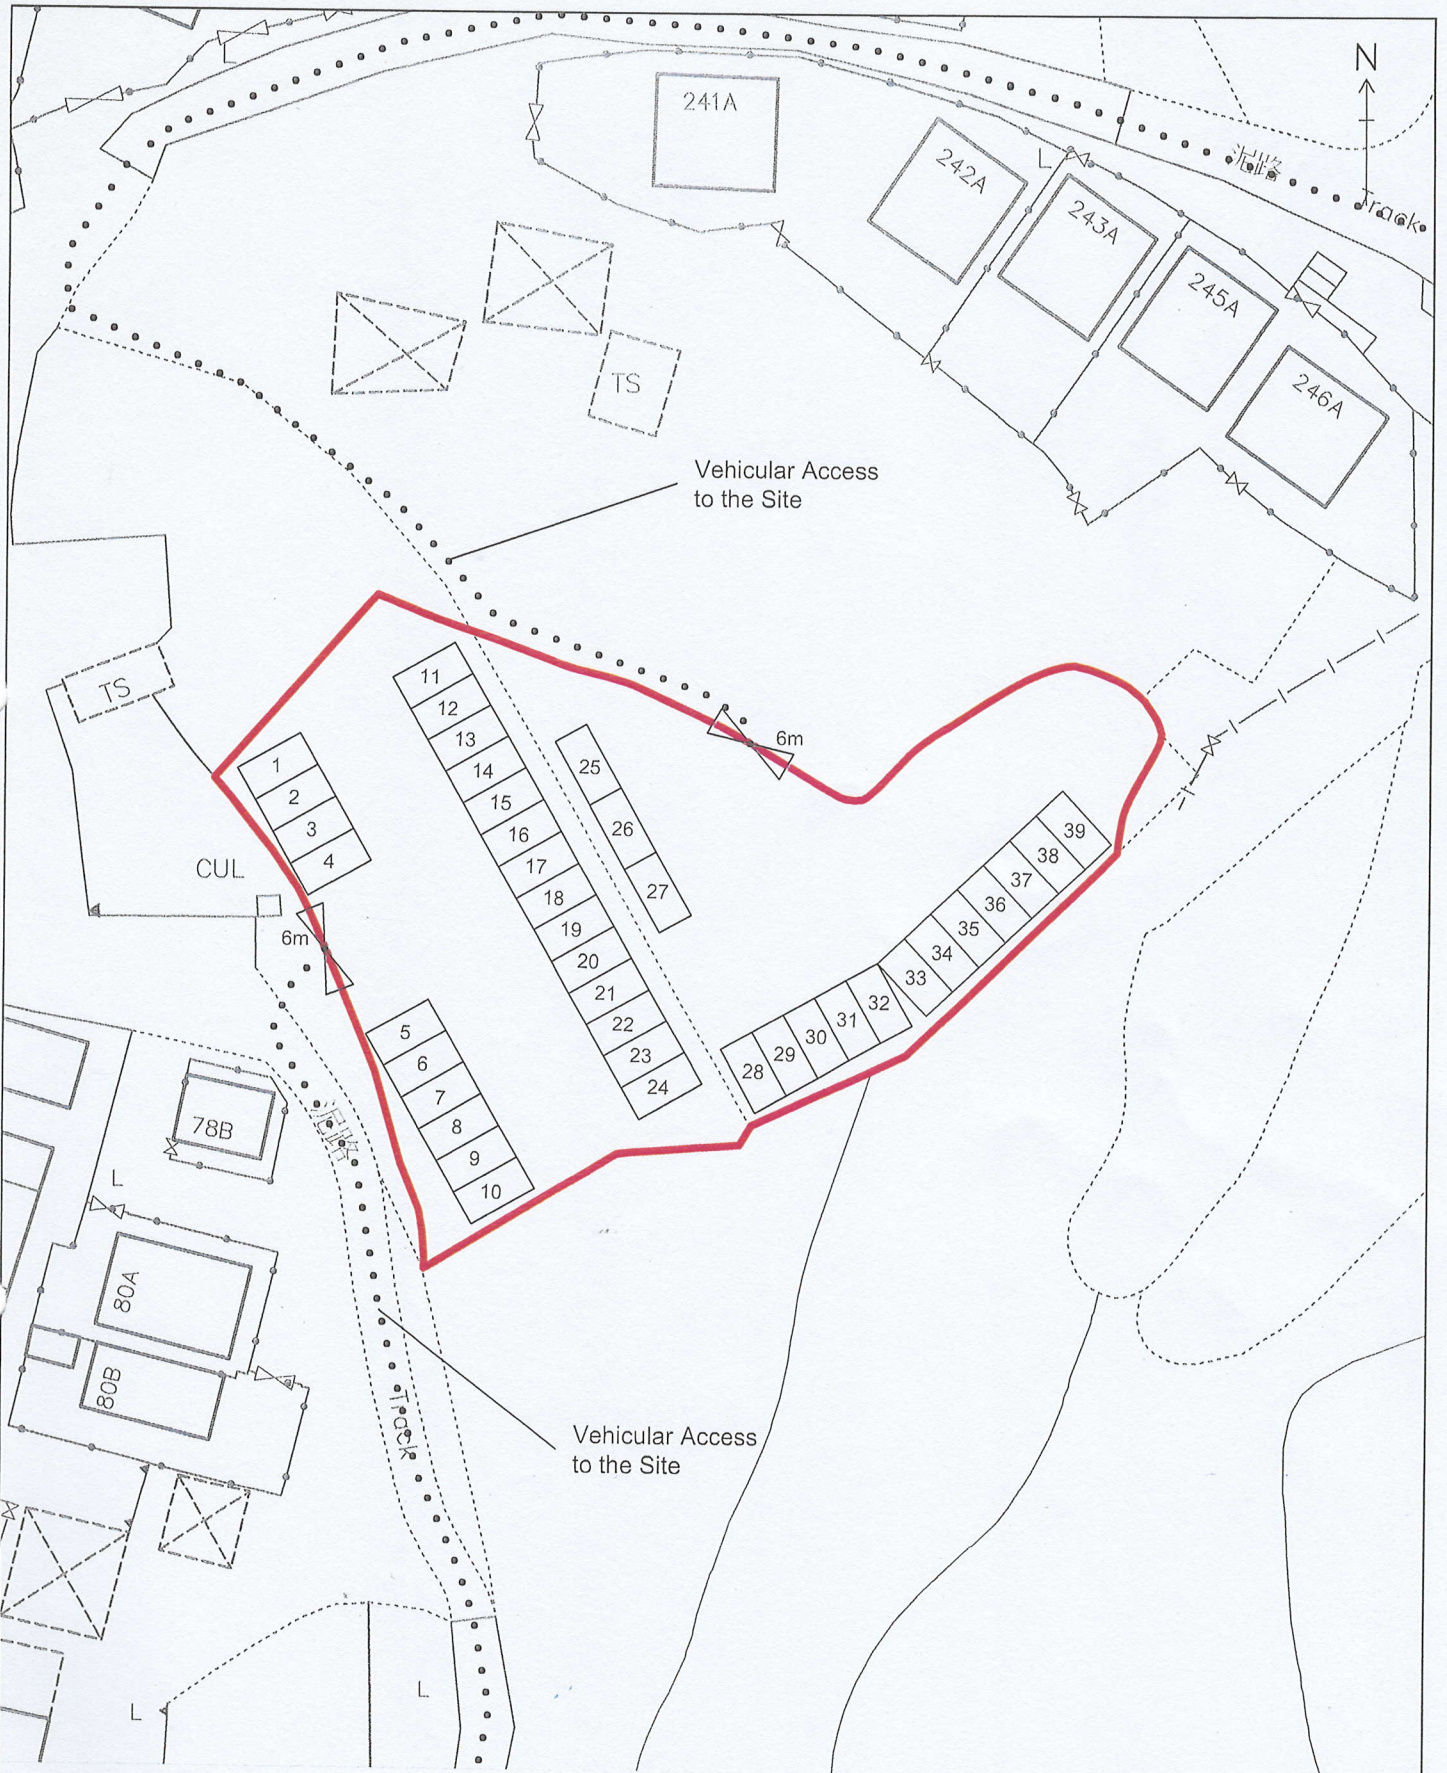 N
241A
242A
L
243A
泥路
Track
245A
246A
TS
Vehicular Access
to the Site
TS
11
12
13
14
15
16
17
18
19
20
21
22
23
24
1
2
3
4
25
26
27
6m
CUL
6m
39
38
37
36
35
34
33
32
31
30
29
28
5
6
7
8
9
10
78B
泥路
L
80A
80B
Track
Vehicular Access
to the Site
L
L